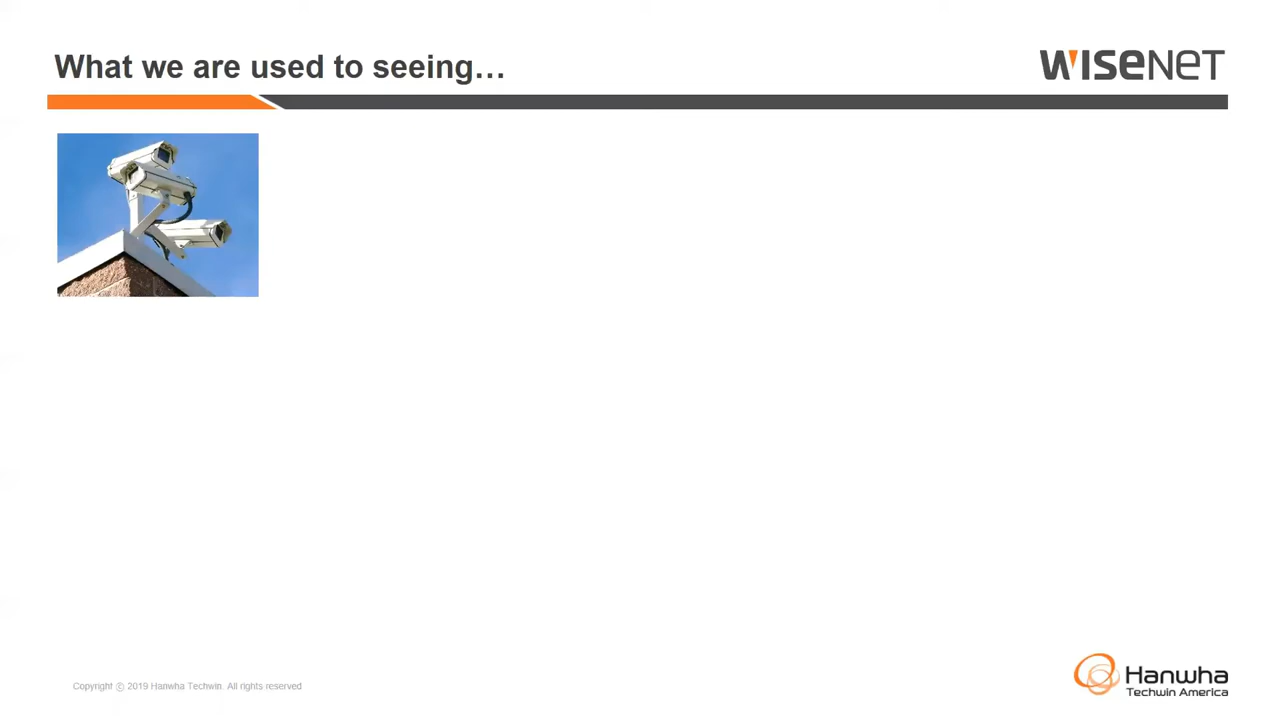 What we are used to seeing…
WISENET
Copyright ⓒ 2019 Hanwha Techwin. All rights reserved
Hanwha
Techwin America